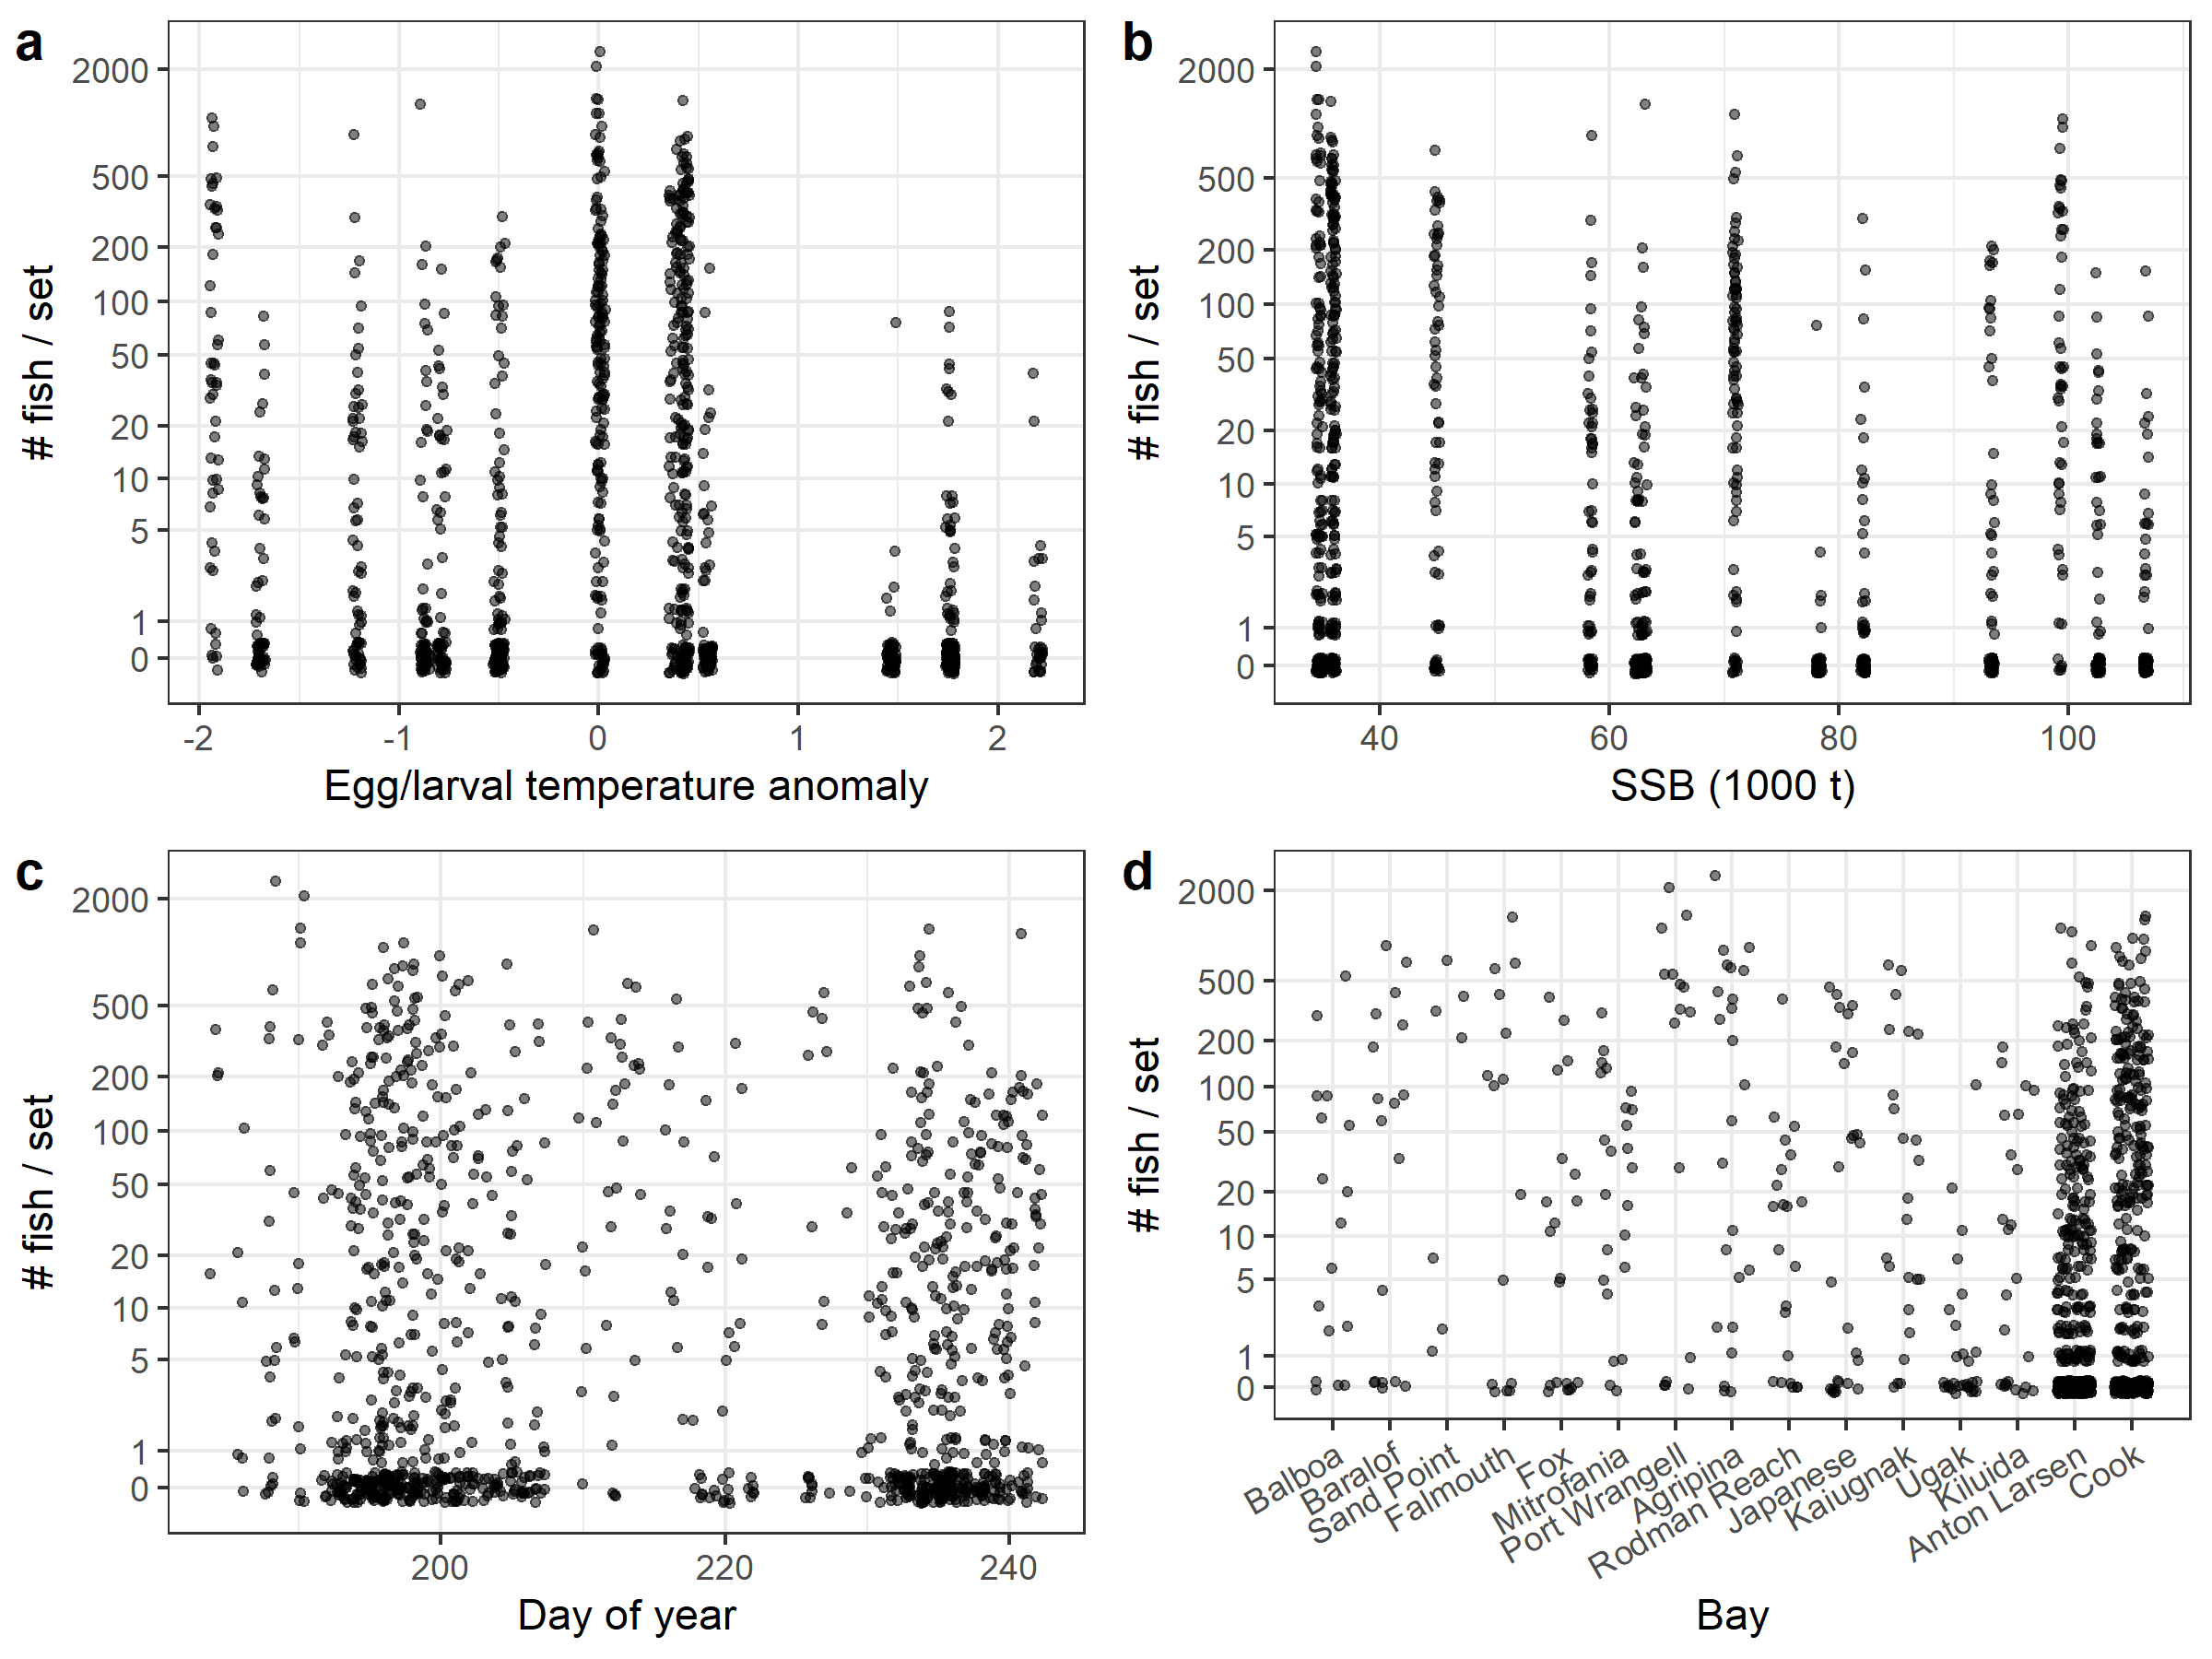 a
2000
500
200
100
50
20
10
5
1
0
# fish / set
-2 -1 0 1 2
Egg/larval temperature anomaly
b
2000
500
200
100
50
20
10
5
1
0
# fish / set
40 60 80 100
SSB (1000 t)
c
2000
500
200
100
50
20
10
5
1
0
# fish / set
200 220 240
Day of year
d
2000
500
200
100
50
20
10
5
1
0
# fish / set
Balboa
Baralof
Sand Point
Falmouth
Fox
Mitrofania
Port Wrangell
Agripina
Rodman Reach
Japanese
Kaiugnak
Ugak
Kiluida
Anton Larsen
Cook
Bay